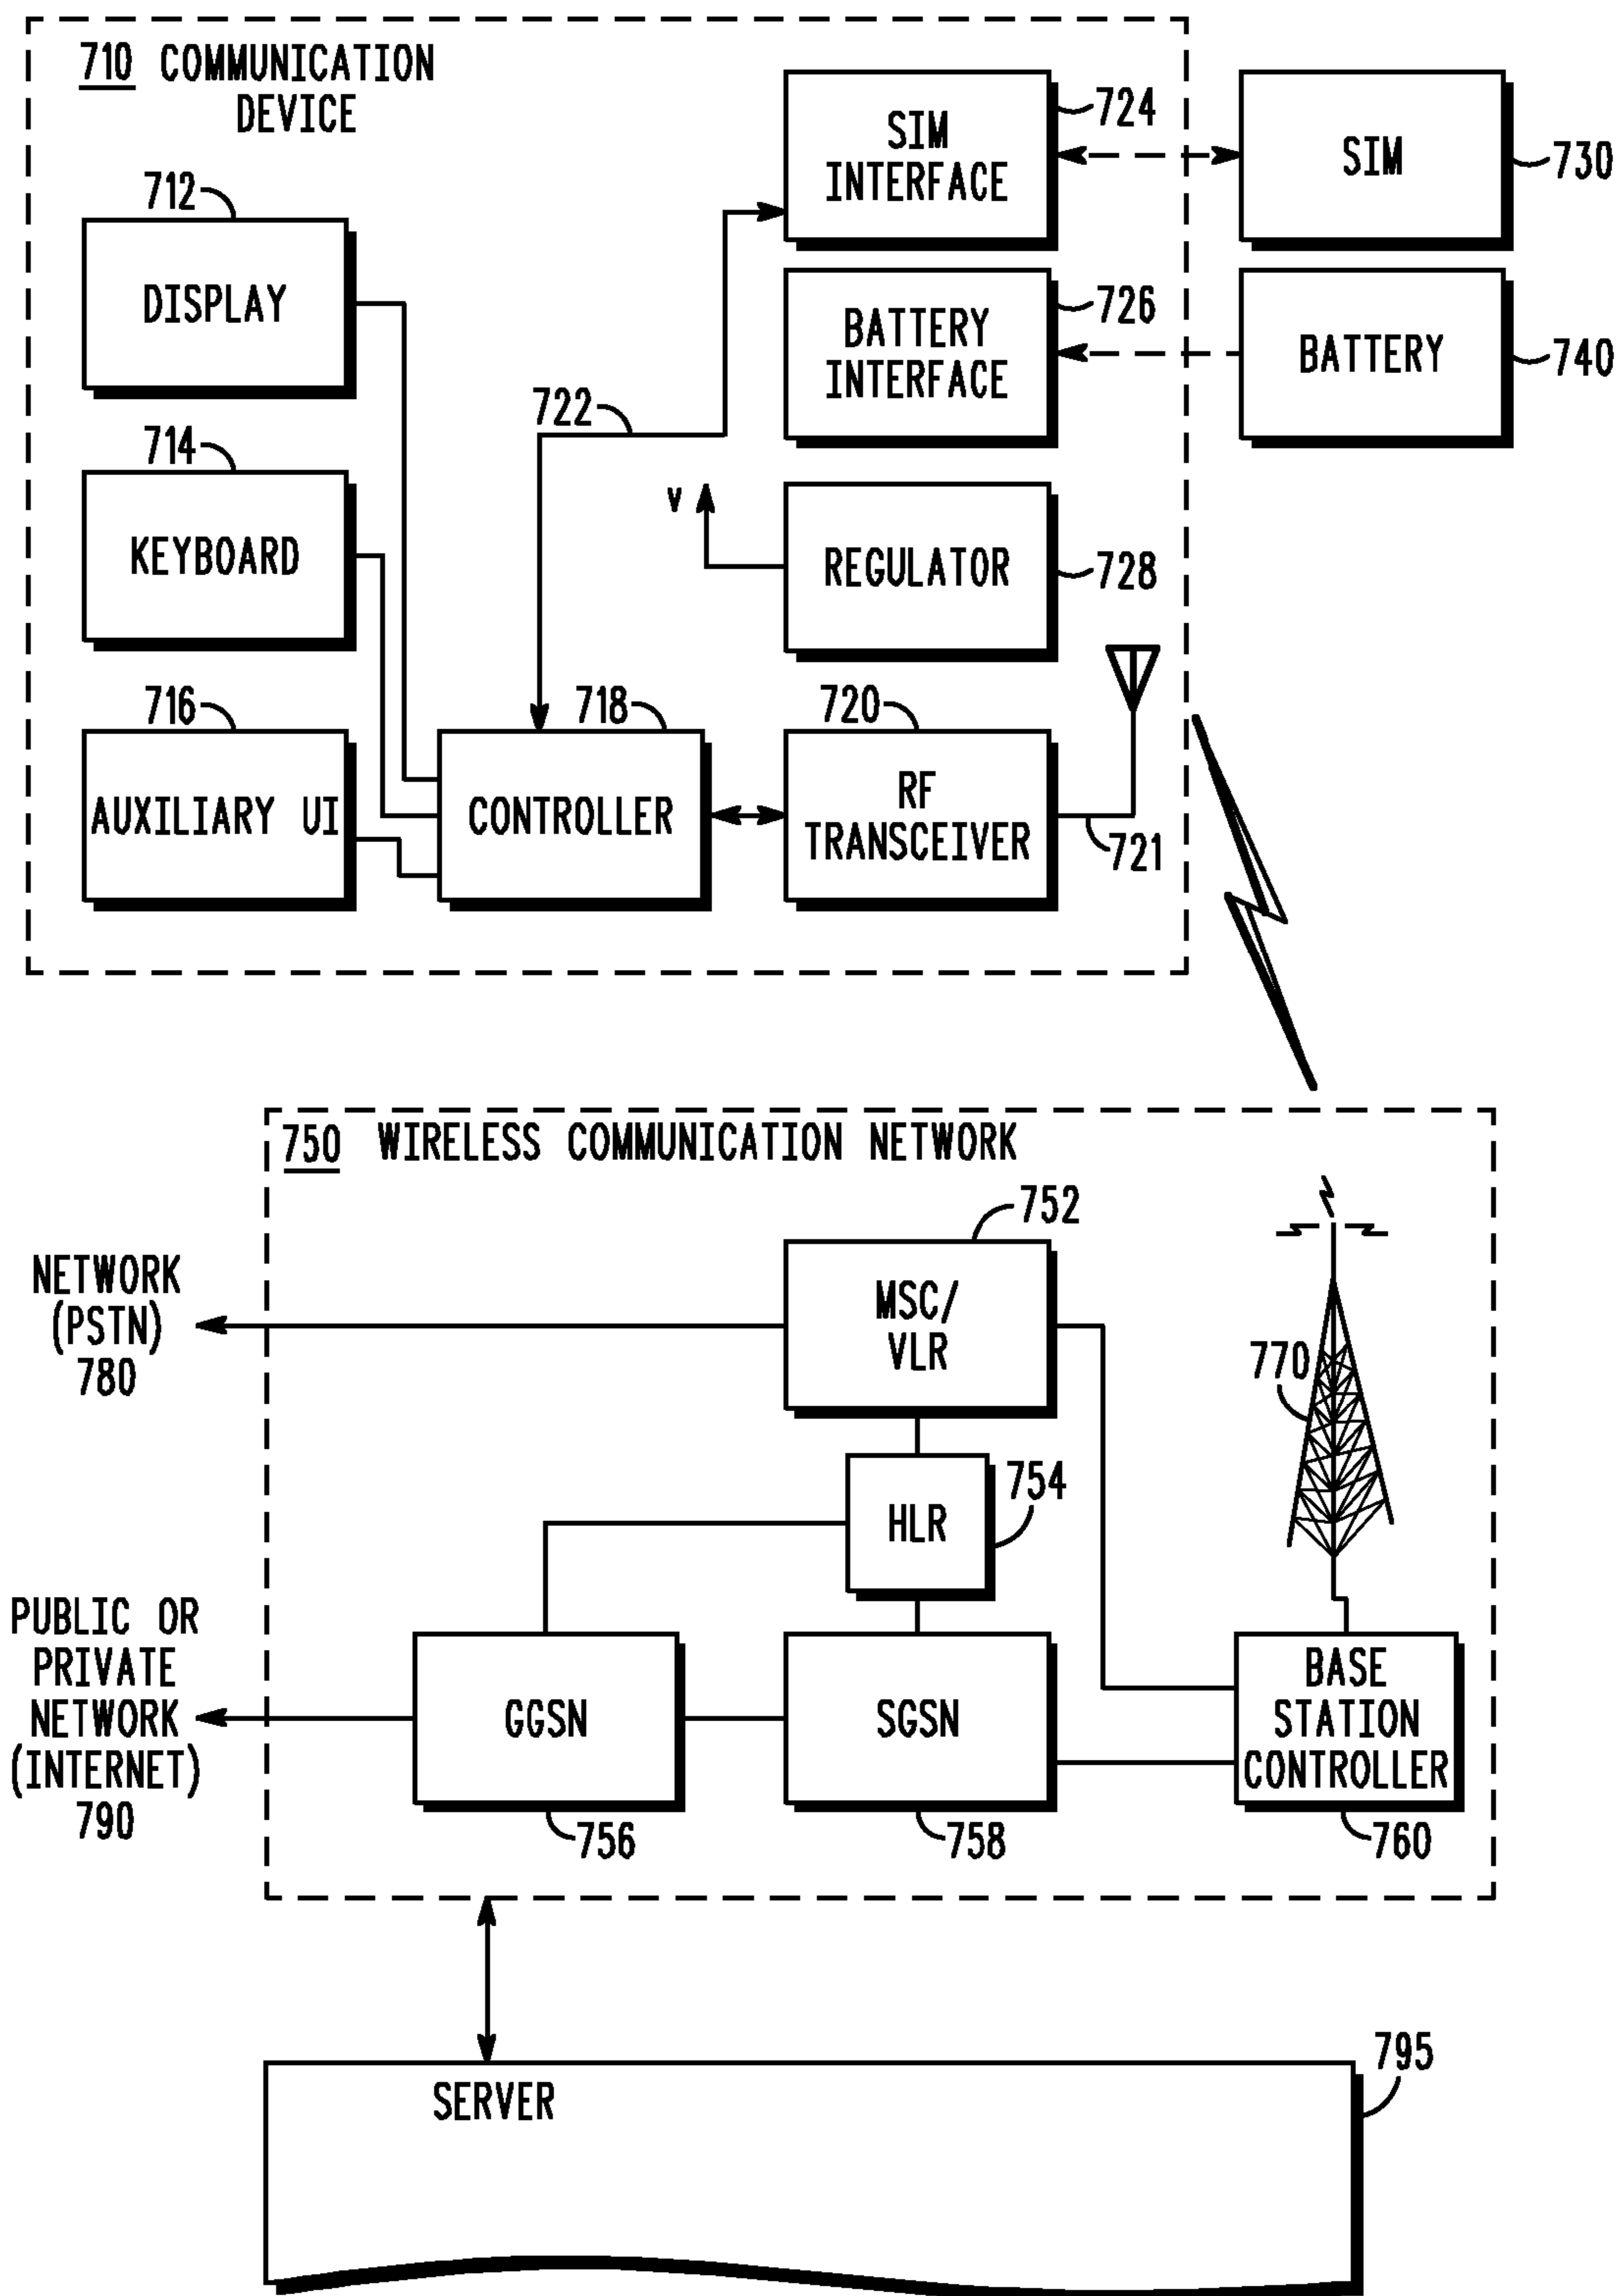 710 COMMUNICATION
DEVICE
712
DISPLAY
714
KEYBOARD
716
AUXILIARY UI
718
CONTROLLER
722
SIM
INTERFACE
724
BATTERY
INTERFACE
726
V
REGULATOR
728
720
RF
TRANSCEIVER
721
SIM
730
BATTERY
740
750 WIRELESS COMMUNICATION NETWORK
752
MSC/
VLR
NETWORK
(PSTN)
780
770
754
HLR
PUBLIC OR
PRIVATE
NETWORK
(INTERNET)
790
GGSN
756
SGSN
758
BASE
STATION
CONTROLLER
760
795
SERVER